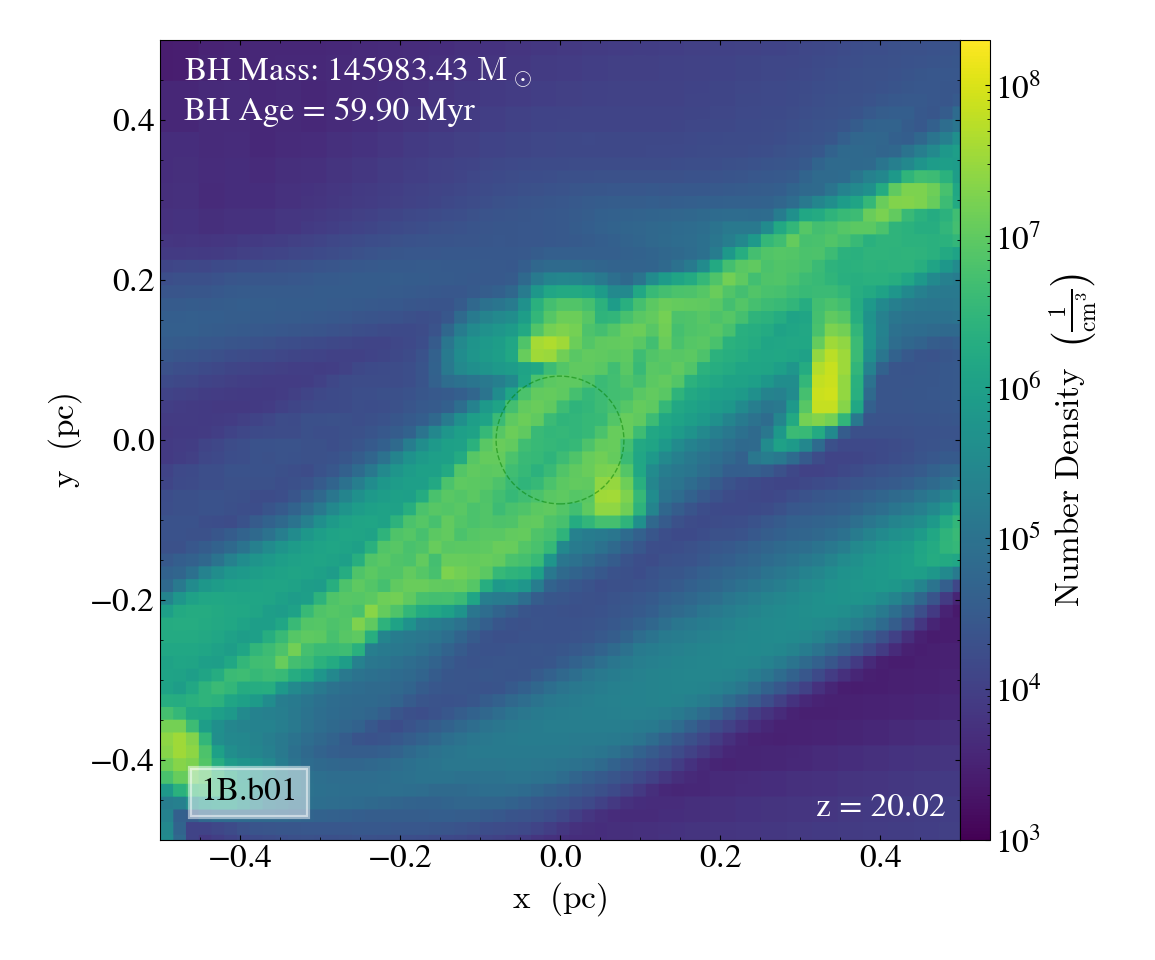 BH Mass: 145983.43 M⊙
BH Age = 59.90 Myr
0.4
0.2
0.0
−0.2
−0.4
y (pc)
1B.b01
z = 20.02
−0.4 −0.2 0.0 0.2 0.4
x (pc)
10⁸
10⁷
10⁶
10⁵
10⁴
10³
Number Density (1/cm³)